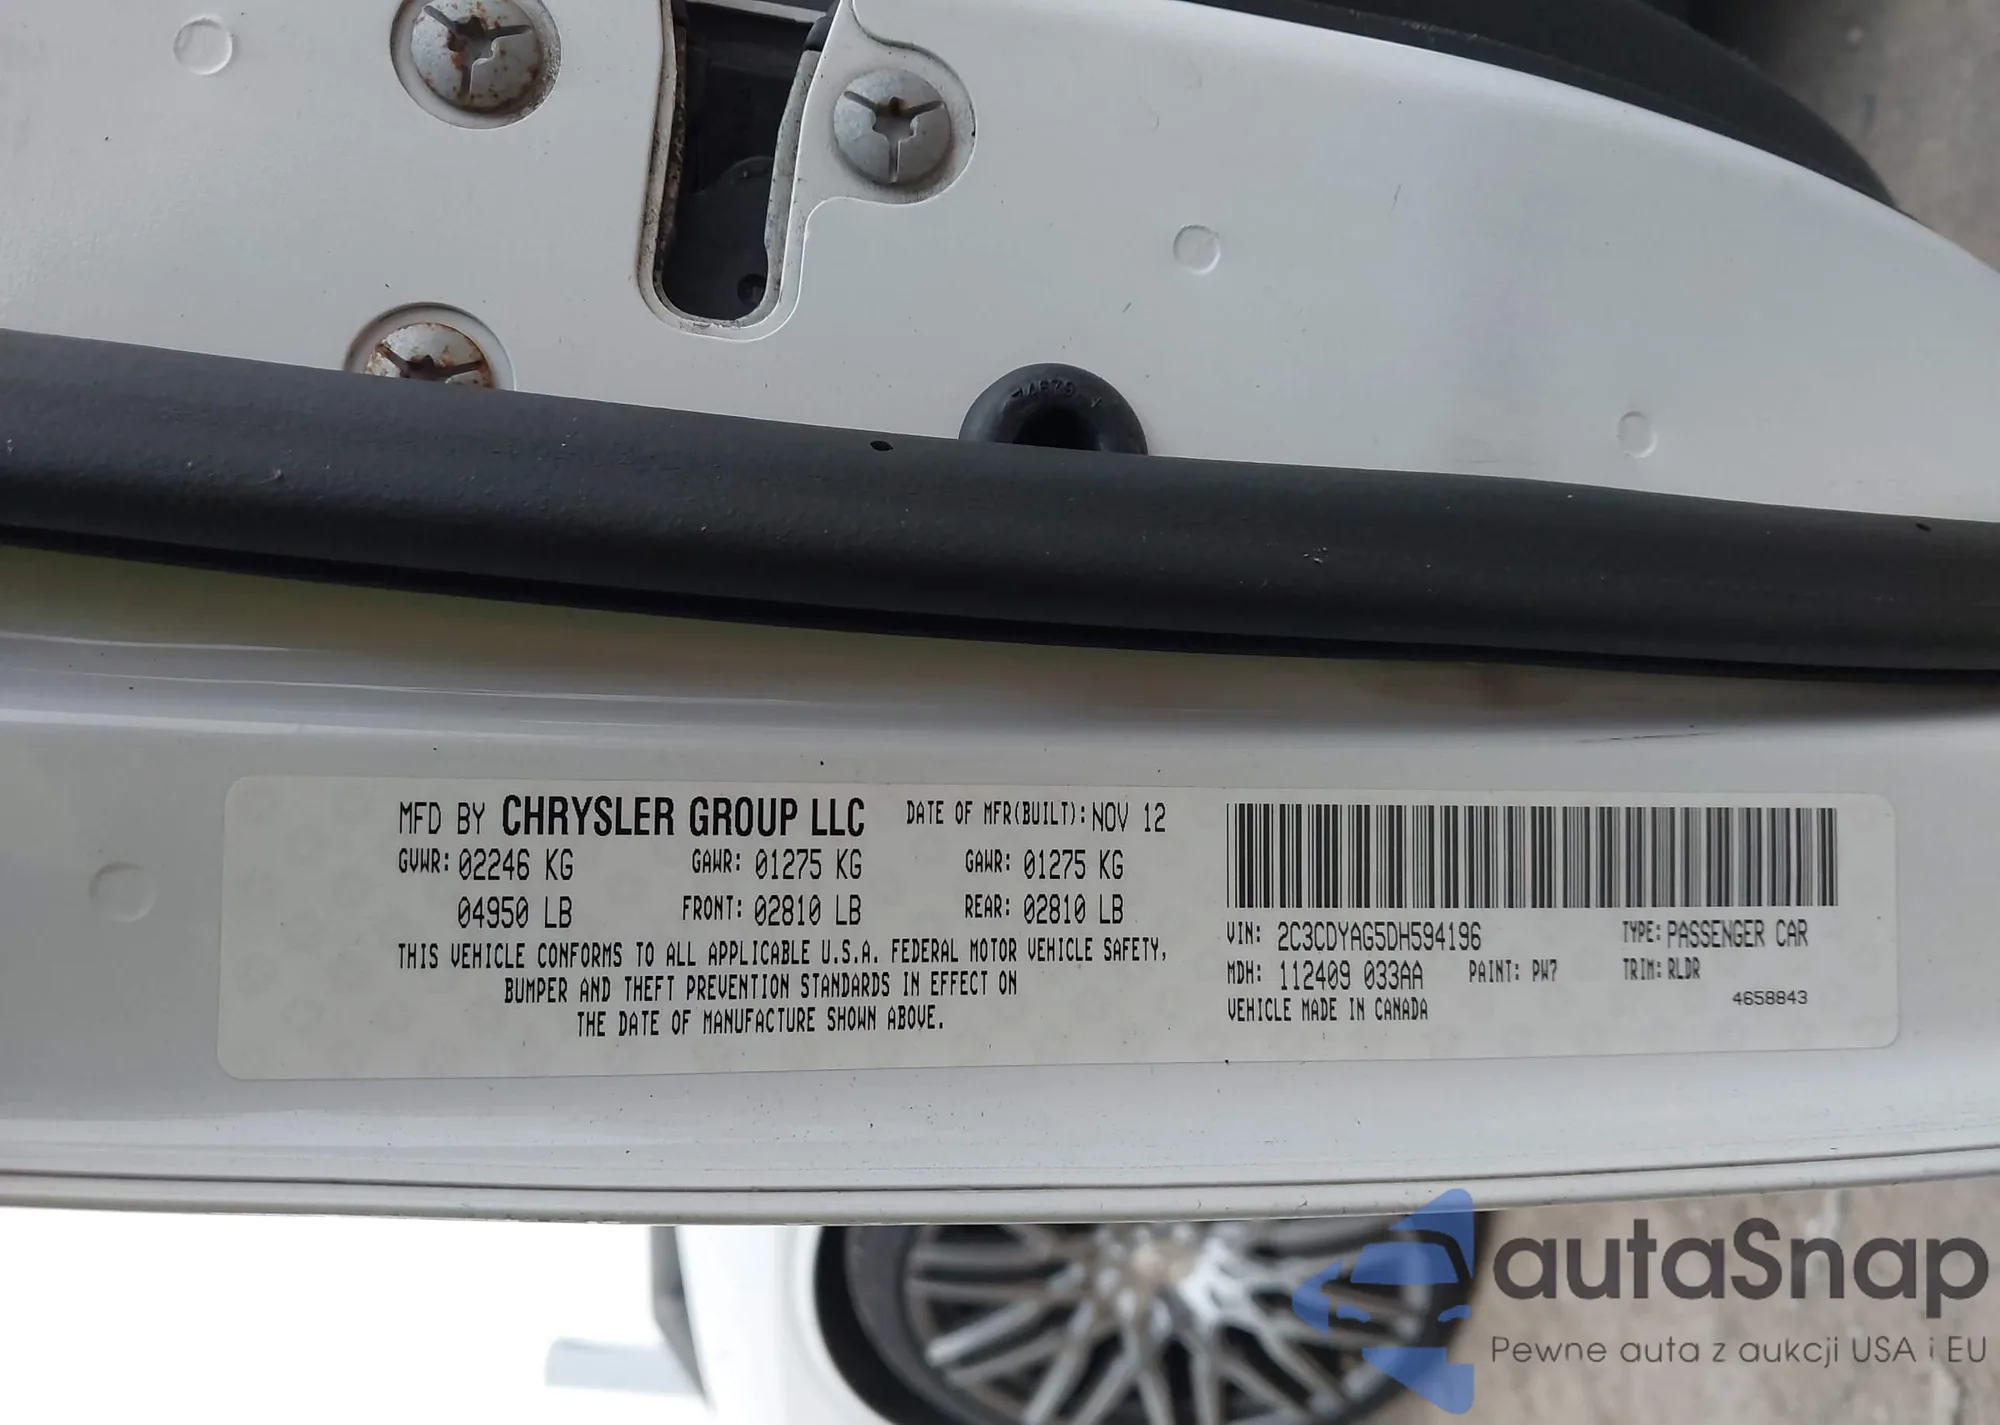 MFD BY CHRYSLER GROUP LLC DATE OF MFR(BUILT): NOV 12
GVWR: 02246 KG GAWR: 01275 KG GAWR: 01275 KG
04950 LB FRONT: 02810 LB REAR: 02810 LB
THIS VEHICLE CONFORMS TO ALL APPLICABLE U.S.A. FEDERAL MOTOR VEHICLE SAFETY,
BUMPER AND THEFT PREVENTION STANDARDS IN EFFECT ON
THE DATE OF MANUFACTURE SHOWN ABOVE.
VIN: 2C3CDYAG5DH594196 TYPE: PASSENGER CAR
MDH: 112409 033AA PAINT: PW7 TRIM: RLDR
VEHICLE MADE IN CANADA 4658843
autaSnap
Pewne auta z aukcji USA i EU